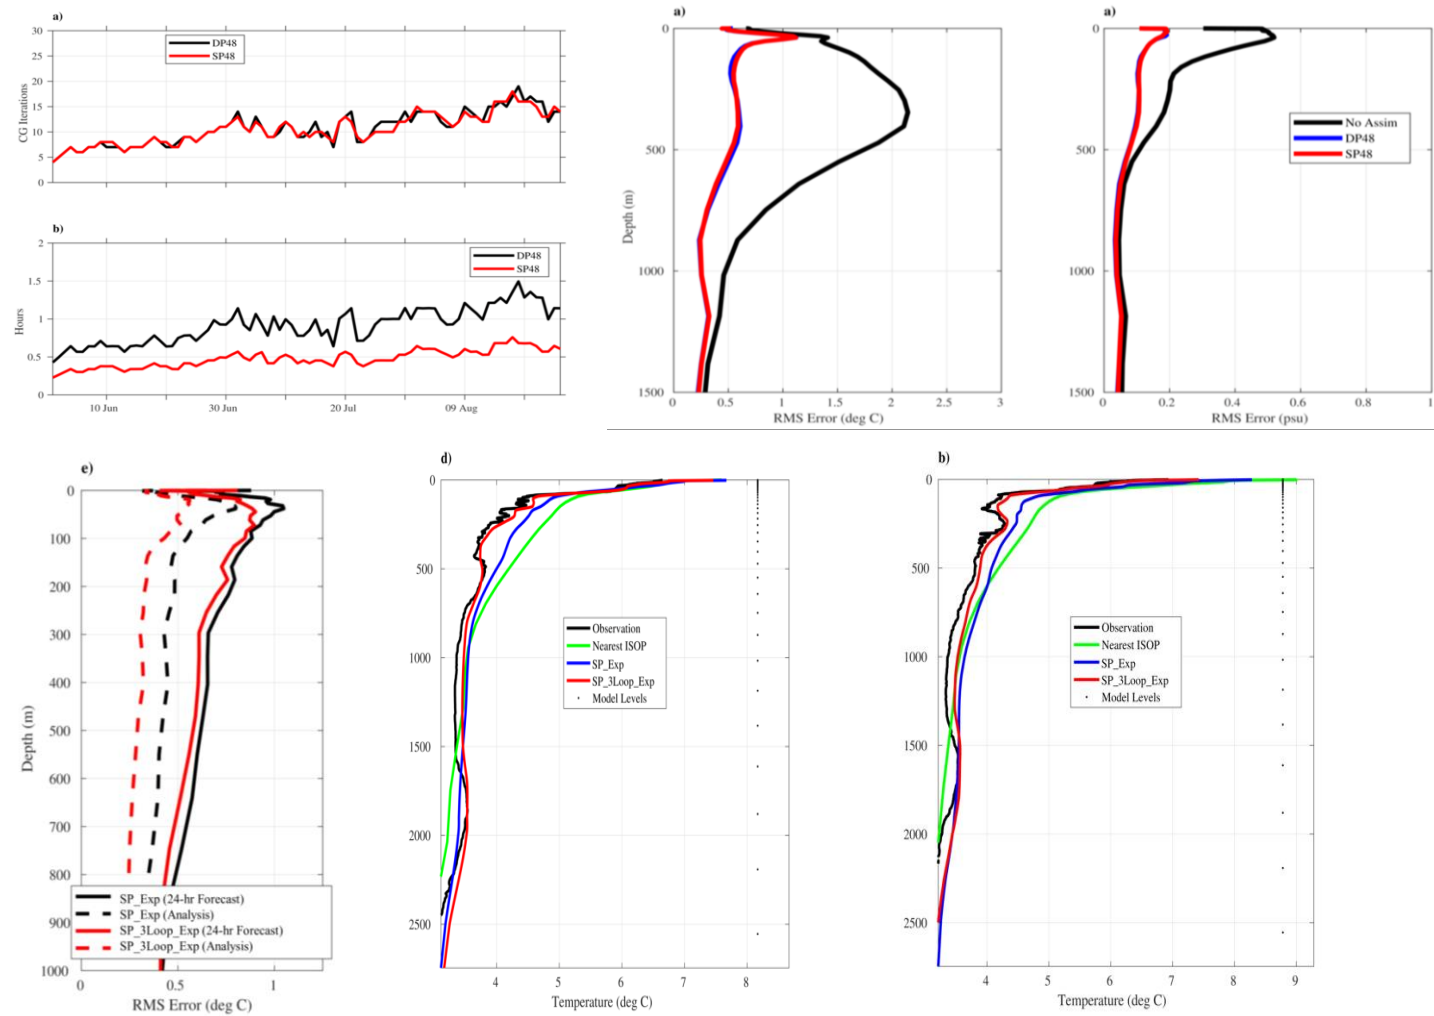 a)
30
25
20
15
10
5
0
CG Iterations
DP48
SP48
b)
2
1.5
1
0.5
0
Hours
DP48
SP48
10 Jun
30 Jun
20 Jul
09 Aug
a)
0
500
1000
1500
Depth (m)
0
0.5
1
1.5
2
2.5
3
RMS Error (deg C)
a)
0
500
1000
1500
No Assim
DP48
SP48
0
0.2
0.4
0.6
0.8
1
RMS Error (psu)
e)
0
100
200
300
400
500
600
700
800
900
1000
Depth (m)
SP_Exp (24-hr Forecast)
SP_Exp (Analysis)
SP_3Loop_Exp (24-hr Forecast)
SP_3Loop_Exp (Analysis)
0
0.5
1
RMS Error (deg C)
d)
0
500
1000
1500
2000
2500
Observation
Nearest ISOP
SP_Exp
SP_3Loop_Exp
Model Levels
4
5
6
7
8
Temperature (deg C)
b)
0
500
1000
1500
2000
2500
Observation
Nearest ISOP
SP_Exp
SP_3Loop_Exp
Model Levels
4
5
6
7
8
9
Temperature (deg C)